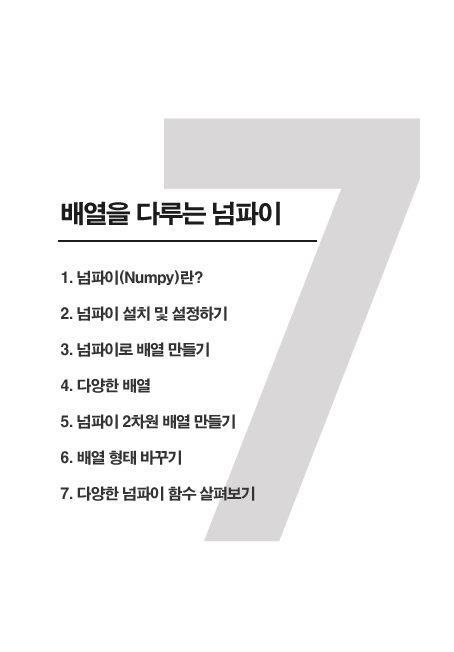 7
배열을 다루는 넘파이
1. 넘파이(Numpy)란?
2. 넘파이 설치 및 설정하기
3. 넘파이로 배열 만들기
4. 다양한 배열
5. 넘파이 2차원 배열 만들기
6. 배열 형태 바꾸기
7. 다양한 넘파이 함수 살펴보기